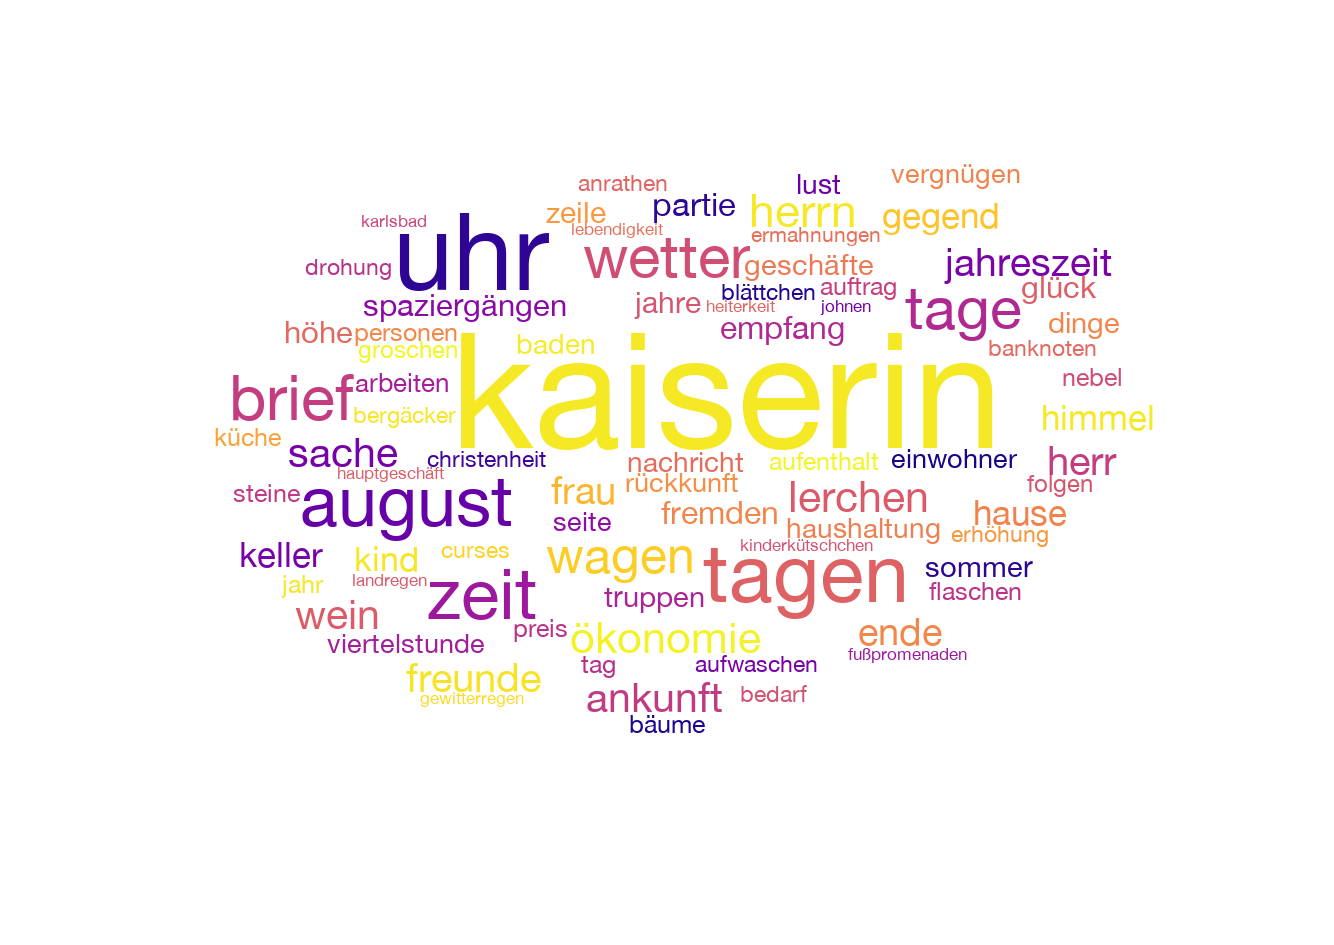 vergnügen
anrathen
lust
partie
zeile
herrn
gegend
karlsbad
lebendigkeit
ermahnungen
uhr
wetter
geschäfte
jahreszeit
drohung
auftrag
glück
blättchen
spaziergängen
jahre
heiterkeit
johnen
tage
dinge
höhe
personen
empfang
groschen
baden
banknoten
kaiserin
nebel
arbeiten
brief
bergäcker
himmel
küche
sache
christenheit
nachricht
aufenthalt
einwohner
herr
hauptgeschäft
rückkunft
folgen
steine
august
frau
lerchen
seite
fremden
hause
haushaltung
erhöhung
keller
kind
curses
wagen
kinderkütschchen
tagen
sommer
jahr
landregen
zeit
truppen
flaschen
wein
preis
ökonomie
ende
viertelstunde
fußpromenaden
freunde
tag
aufwaschen
gewitterregen
ankunft
bedarf
bäume